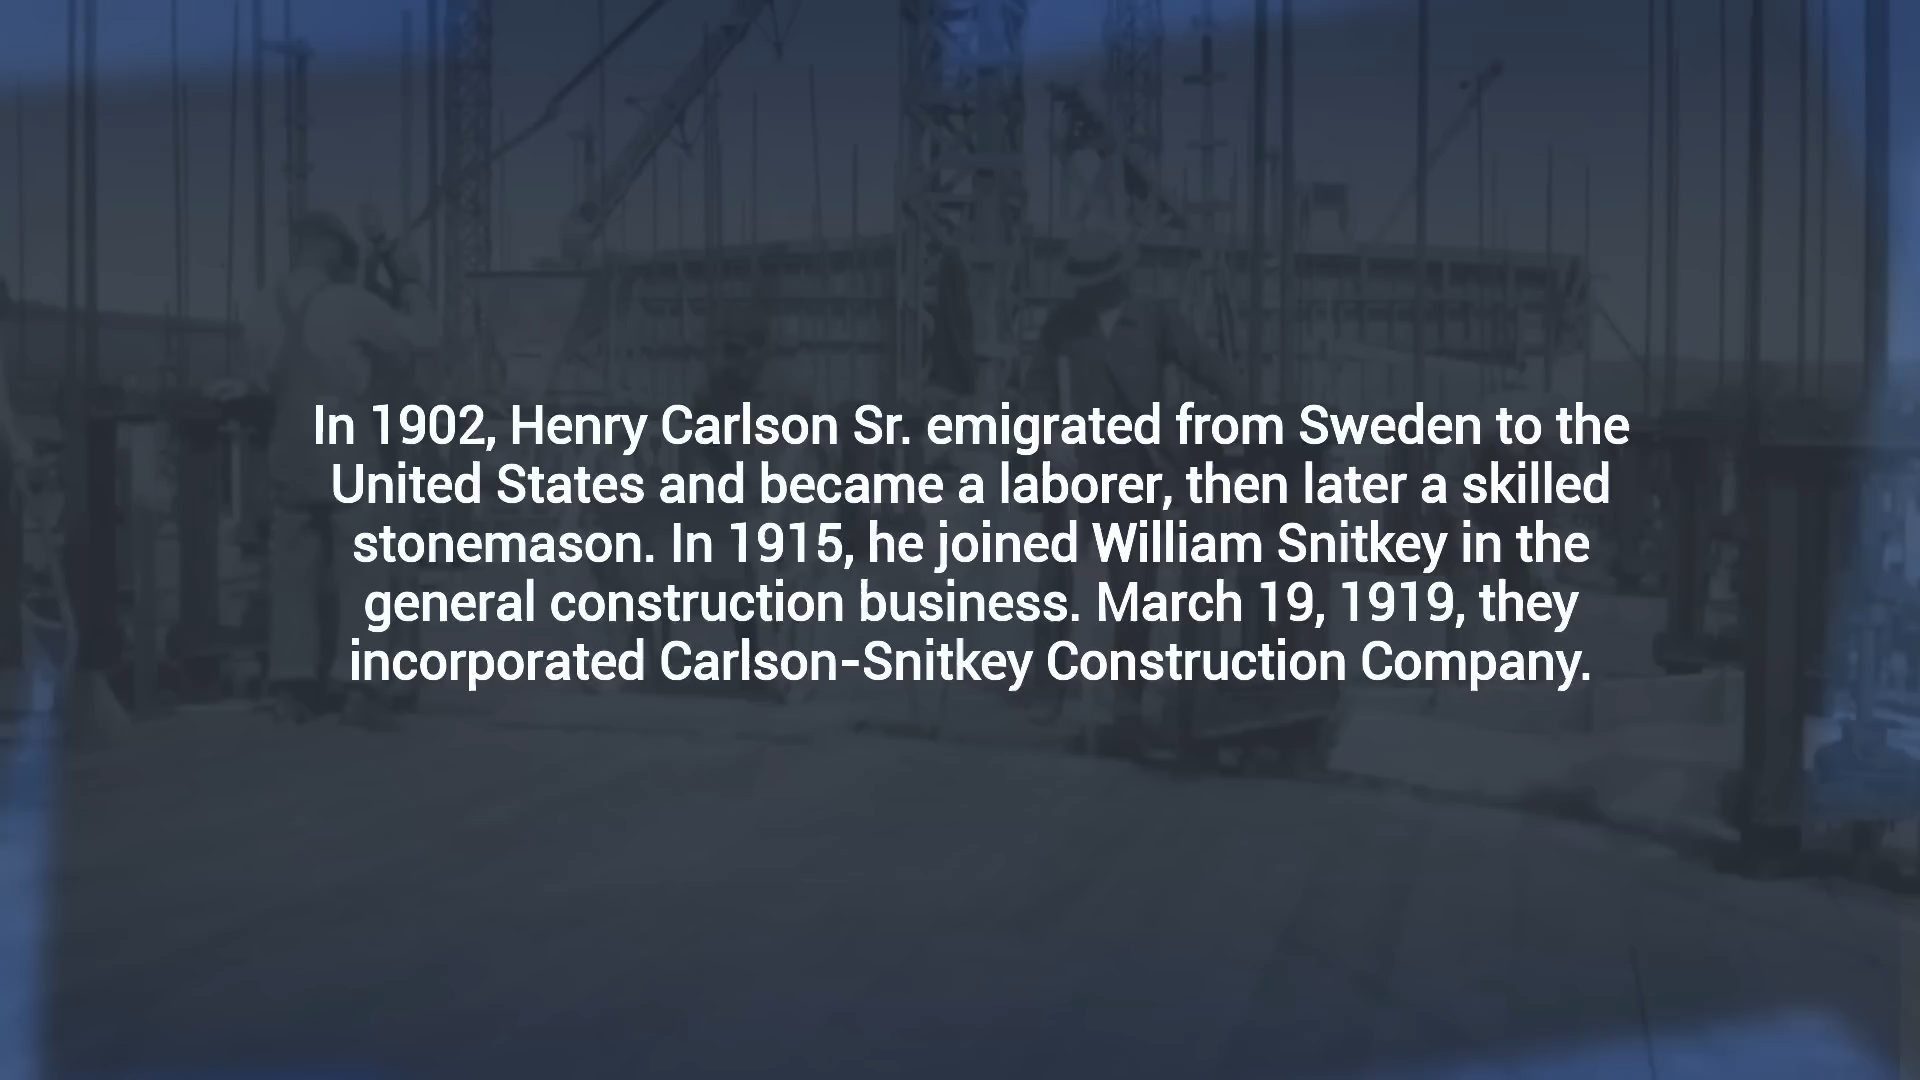 In 1902, Henry Carlson Sr. emigrated from Sweden to the
United States and became a laborer, then later a skilled
stonemason. In 1915, he joined William Snitkey in the
general construction business. March 19, 1919, they
incorporated Carlson-Snitkey Construction Company.